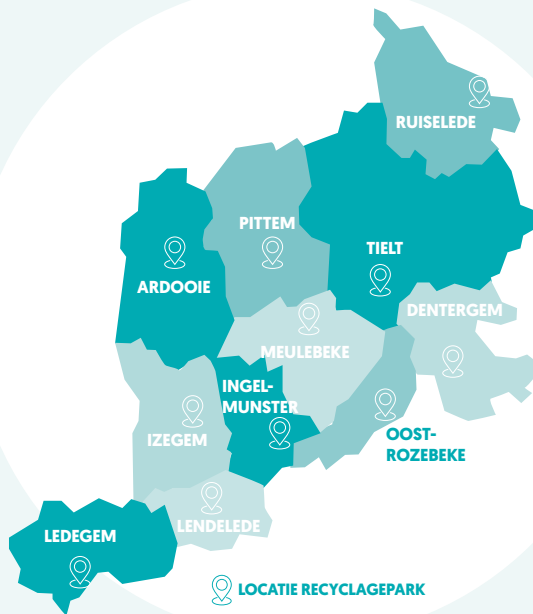 RUISELEDE
PITTEM
TIELT
ARDOOIE
DENTERGEM
MEULEBEKE
INGEL-
MUNSTER
IZEGEM
OOST-
ROZEBEKE
LENDELEDE
LEDEGEM
LOCATIE RECYCLAGEPARK